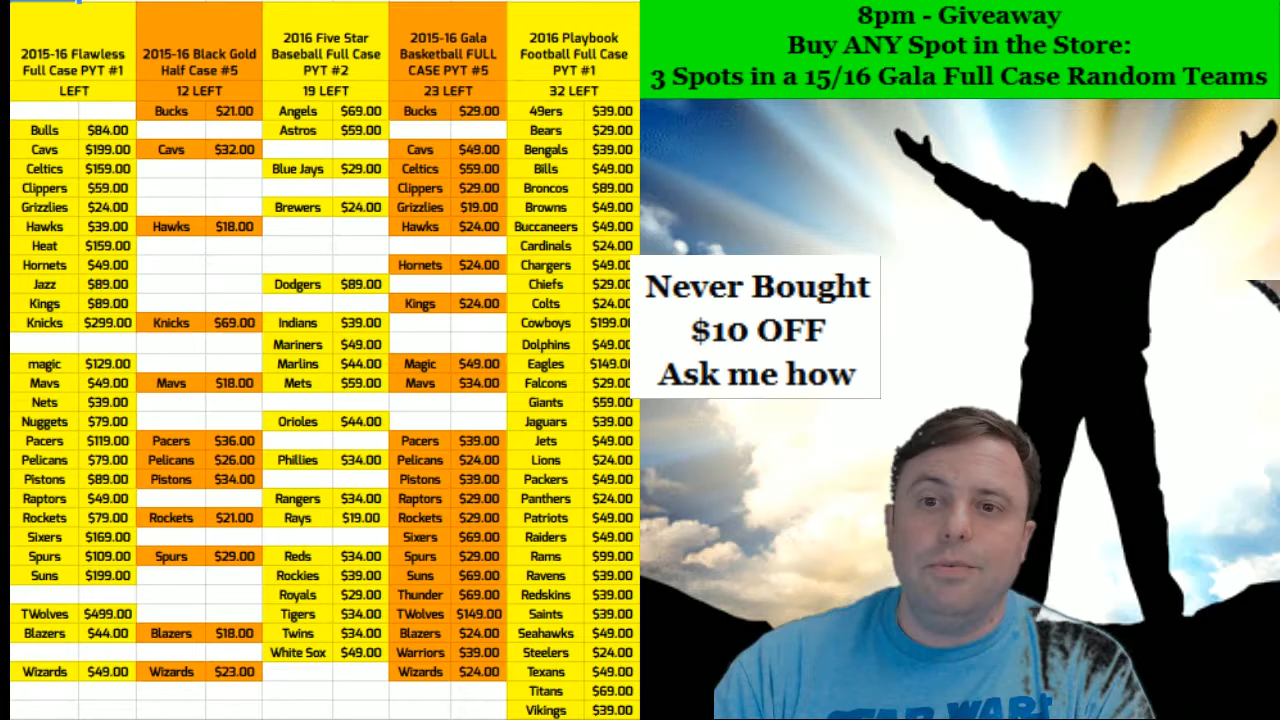 2015-16 Flawless
Full Case PYT #1
2015-16 Black Gold
Half Case #5
2016 Five Star
Baseball Full Case
PYT #2
2015-16 Gala
Basketball FULL
CASE PYT #5
2016 Playbook
Football Full Case
PYT #1
LEFT 12 LEFT 19 LEFT 23 LEFT 32 LEFT
Bucks $21.00 Angels $69.00 Bucks $29.00 49ers $39.00
Bulls $84.00 Astros $59.00 Bears $29.00
Cavs $199.00 Cavs $32.00 Cavs $49.00 Bengals $39.00
Celtics $159.00 Blue Jays $29.00 Celtics $59.00 Bills $49.00
Clippers $59.00 Clippers $29.00 Broncos $89.00
Grizzlies $24.00 Brewers $24.00 Grizzlies $19.00 Browns $49.00
Hawks $39.00 Hawks $18.00 Hawks $24.00 Buccaneers $49.00
Heat $159.00 Cardinals $24.00
Hornets $49.00 Hornets $24.00 Chargers $49.00
Jazz $89.00 Dodgers $89.00 Chiefs $29.00
Kings $89.00 Kings $24.00 Colts $24.00
Knicks $299.00 Knicks $69.00 Indians $39.00 Cowboys $199.00
Mariners $49.00 Dolphins $49.00
magic $129.00 Marlins $44.00 Magic $49.00 Eagles $149.00
Mavs $49.00 Mavs $18.00 Mets $59.00 Mavs $34.00 Falcons $29.00
Nets $39.00 Giants $59.00
Nuggets $79.00 Orioles $44.00 Jaguars $39.00
Pacers $119.00 Pacers $36.00 Pacers $39.00 Jets $49.00
Pelicans $79.00 Pelicans $26.00 Phillies $34.00 Pelicans $24.00 Lions $24.00
Pistons $89.00 Pistons $34.00 Pistons $39.00 Packers $49.00
Raptors $49.00 Rangers $34.00 Raptors $29.00 Panthers $24.00
Rockets $79.00 Rockets $21.00 Rays $19.00 Rockets $29.00 Patriots $49.00
Sixers $169.00 Sixers $69.00 Raiders $49.00
Spurs $109.00 Spurs $29.00 Reds $34.00 Spurs $29.00 Rams $99.00
Suns $199.00 Rockies $39.00 Suns $69.00 Ravens $39.00
Royals $29.00 Thunder $69.00 Redskins $39.00
TWolves $499.00 Tigers $34.00 TWolves $149.00 Saints $39.00
Blazers $44.00 Blazers $18.00 Twins $34.00 Blazers $24.00 Seahawks $49.00
White Sox $49.00 Warriors $39.00 Steelers $24.00
Wizards $49.00 Wizards $23.00 Wizards $24.00 Texans $49.00
Titans $69.00
Vikings $39.00
8pm - Giveaway
Buy ANY Spot in the Store:
3 Spots in a 15/16 Gala Full Case Random Teams
Never Bought
$10 OFF
Ask me how
STAR WARS